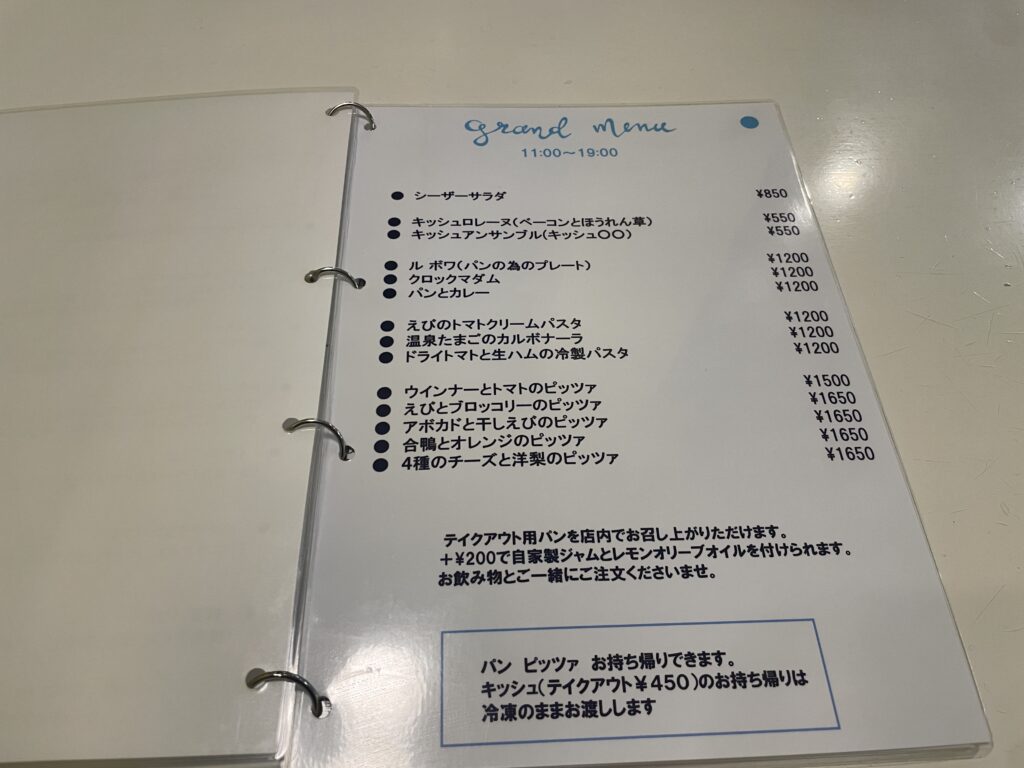 grand menu
11:00～19:00
● シーザーサラダ ¥850
● キッシュロレーヌ(ベーコンとほうれん草) ¥550
● キッシュアンサンブル(キッシュ〇〇) ¥550
● ル ボワ(パンの為のプレート) ¥1200
● クロックマダム ¥1200
● パンとカレー ¥1200
● えびのトマトクリームパスタ ¥1200
● 温泉たまごのカルボナーラ ¥1200
● ドライトマトと生ハムの冷製パスタ ¥1200
● ウインナーとトマトのピッツァ ¥1500
● えびとブロッコリーのピッツァ ¥1650
● アボカドと干しえびのピッツァ ¥1650
● 合鴨とオレンジのピッツァ ¥1650
● 4種のチーズと洋梨のピッツァ ¥1650
テイクアウト用パンを店内でお召し上がりただけます。
＋¥200で自家製ジャムとレモンオリーブオイルを付けられます。
お飲み物とご一緒にご注文くださいませ。
パン ピッツァ お持ち帰りできます。
キッシュ(テイクアウト¥450)のお持ち帰りは
冷凍のままお渡しします